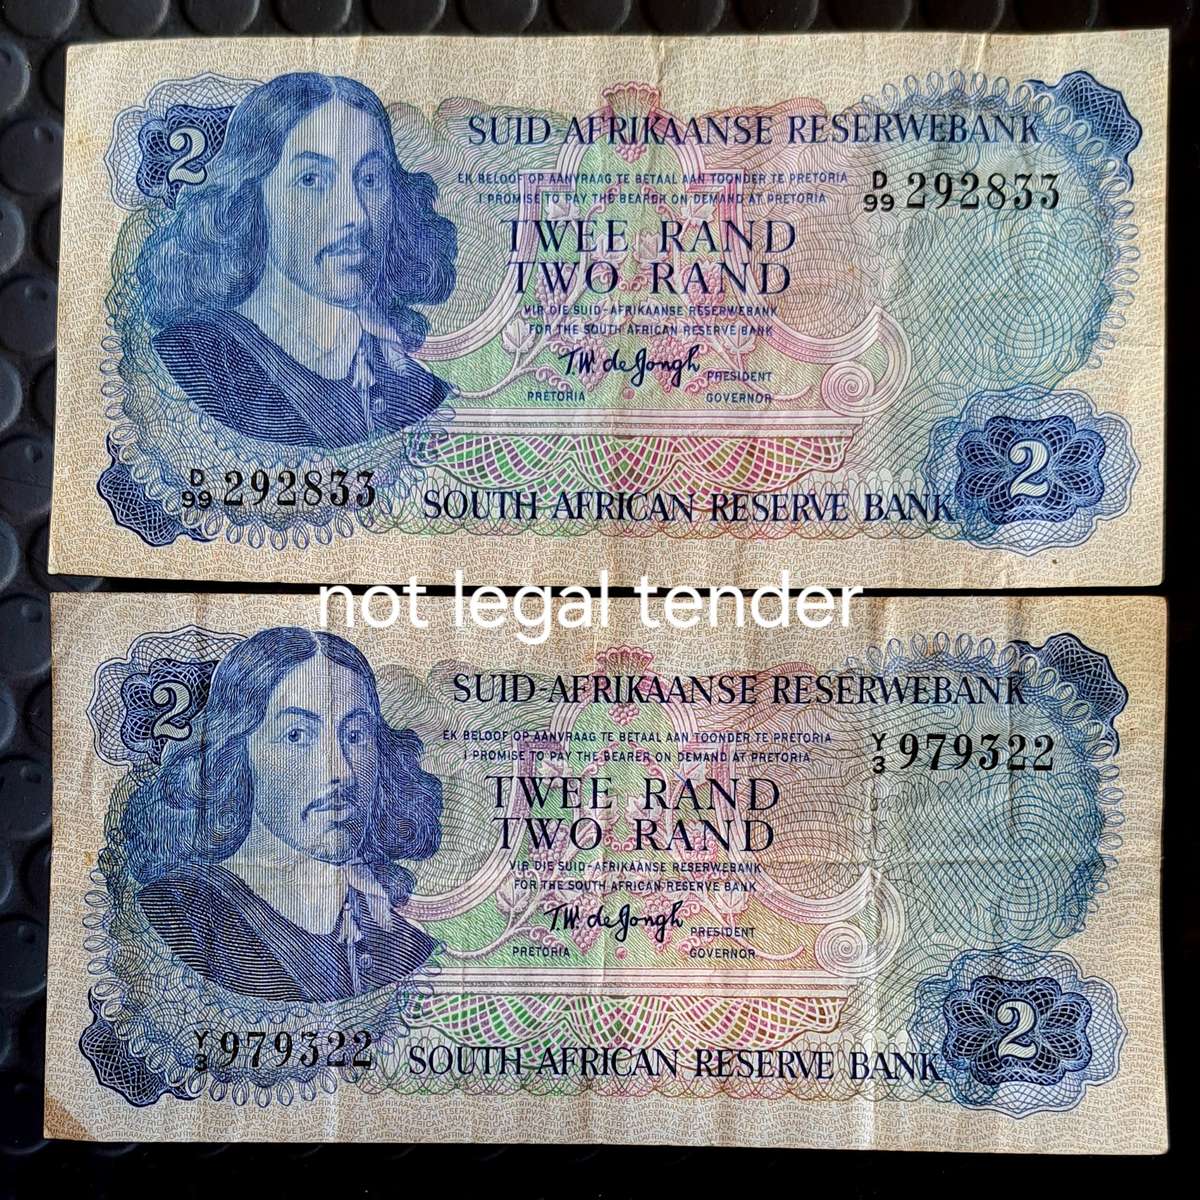 2
SUID-AFRIKAANSE RESERWEBANK
EK BELOOF OP AANVRAAG TE BETAAL AAN TOONDER TE PRETORIA
I PROMISE TO PAY THE BEARER ON DEMAND AT PRETORIA
D/99 292833
TWEE RAND
TWO RAND
VIR DIE SUID-AFRIKAANSE RESERWEBANK
FOR THE SOUTH AFRICAN RESERVE BANK
T.W. de Jongh
PRESIDENT
PRETORIA GOVERNOR
2
D/99 292833
SOUTH AFRICAN RESERVE BANK
not legal tender
2
SUID-AFRIKAANSE RESERWEBANK
EK BELOOF OP AANVRAAG TE BETAAL AAN TOONDER TE PRETORIA
I PROMISE TO PAY THE BEARER ON DEMAND AT PRETORIA
Y/3 979322
TWEE RAND
TWO RAND
VIR DIE SUID-AFRIKAANSE RESERWEBANK
FOR THE SOUTH AFRICAN RESERVE BANK
T.W. de Jongh
PRESIDENT
PRETORIA GOVERNOR
2
Y/3 979322
SOUTH AFRICAN RESERVE BANK